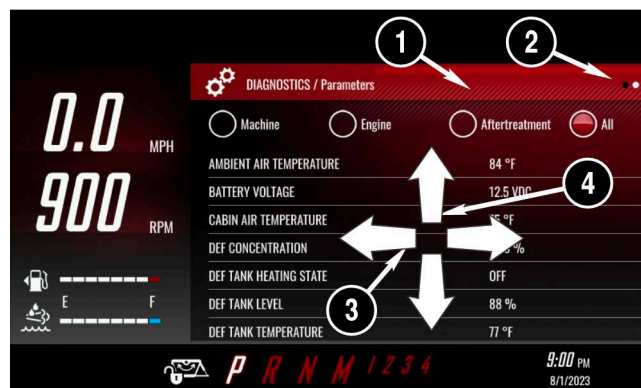 1
2
DIAGNOSTICS / Parameters
0.0 MPH
Machine Engine Aftertreatment All
AMBIENT AIR TEMPERATURE 84 °F
BATTERY VOLTAGE 12.5 VDC
4
900 RPM
CABIN AIR TEMPERATURE °F
DEF CONCENTRATION %
DEF TANK HEATING STATE OFF
3
E F
DEF TANK LEVEL 88 %
DEF TANK TEMPERATURE 77 °F
P R N M 1 2 3 4
9:00 PM
8/1/2023